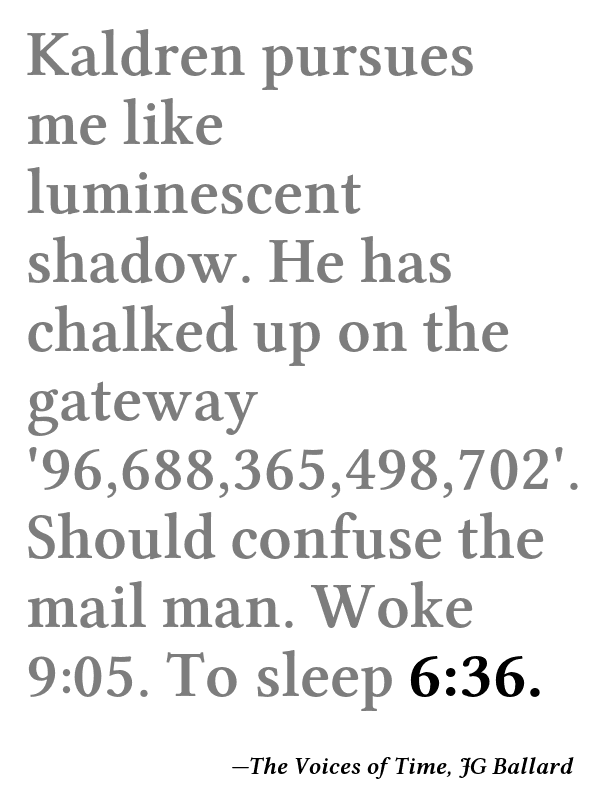 Kaldren pursues
me like
luminescent
shadow. He has
chalked up on the
gateway
'96,688,365,498,702'.
Should confuse the
mail man. Woke
9:05. To sleep 6:36.
—The Voices of Time, JG Ballard